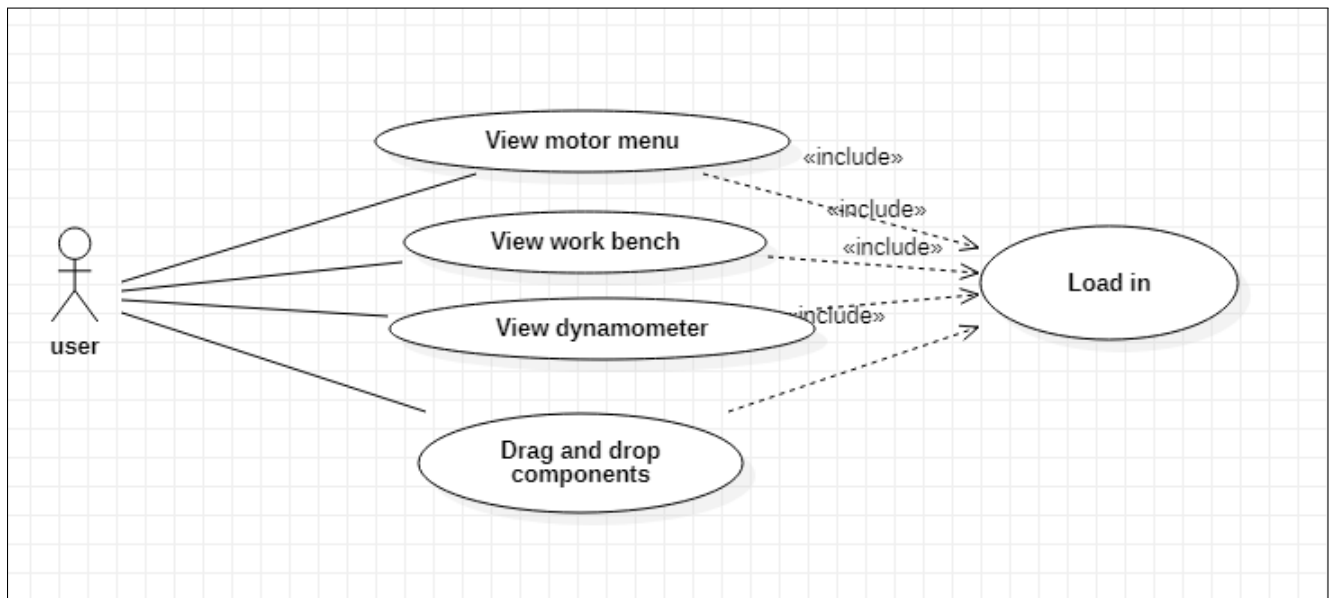 View motor menu
«include»
«include»
View work bench
«include»
Load in
«include»
View dynamometer
user
Drag and drop
components